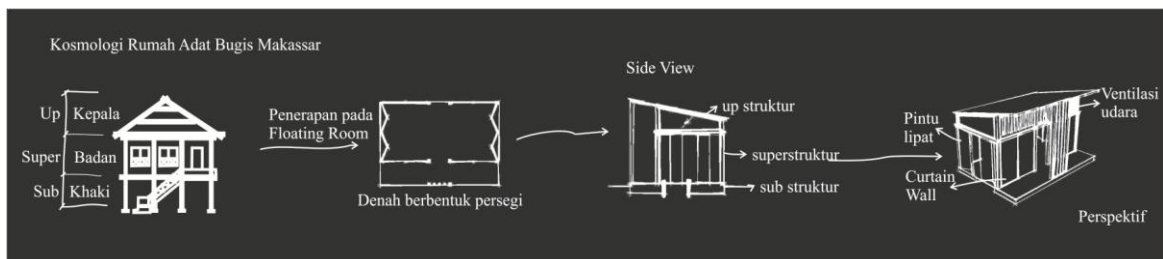 Kosmologi Rumah Adat Bugis Makassar
Up Kepala
Super Badan
Sub Khaki
Penerapan pada
Floating Room
Denah berbentuk persegi
Side View
up struktur
superstruktur
sub struktur
Pintu
lipat
Curtain
Wall
Ventilasi
udara
Perspektif